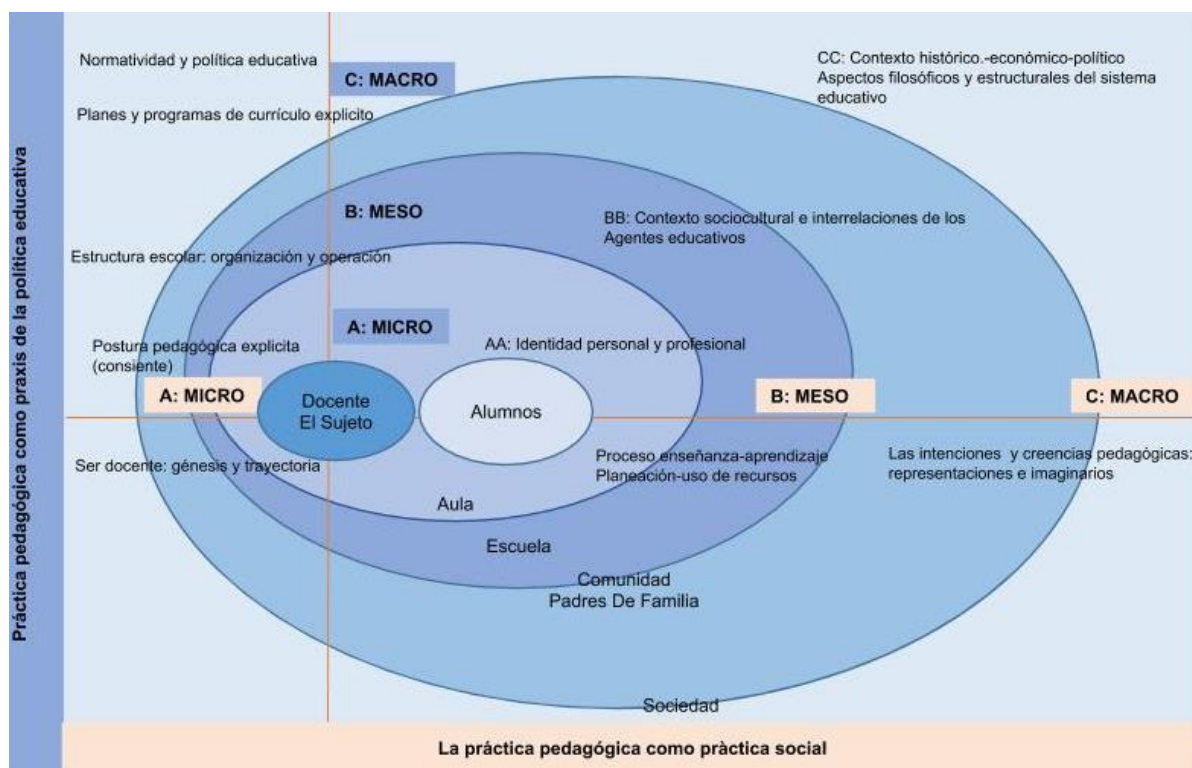 Práctica pedagógica como praxis de la política educativa
Normatividad y política educativa
C: MACRO
CC: Contexto histórico.-económico-político
Aspectos filosóficos y estructurales del sistema
educativo
Planes y programas de currículo explicito
B: MESO
BB: Contexto sociocultural e interrelaciones de los
Agentes educativos
Estructura escolar: organización y operación
A: MICRO
Postura pedagógica explicita
(consiente)
AA: Identidad personal y profesional
A: MICRO
Docente
El Sujeto
Alumnos
B: MESO
C: MACRO
Ser docente: génesis y trayectoria
Proceso enseñanza-aprendizaje
Planeación-uso de recursos
Las intenciones y creencias pedagógicas:
representaciones e imaginarios
Aula
Escuela
Comunidad
Padres De Familia
Sociedad
La práctica pedagógica como pràctica social